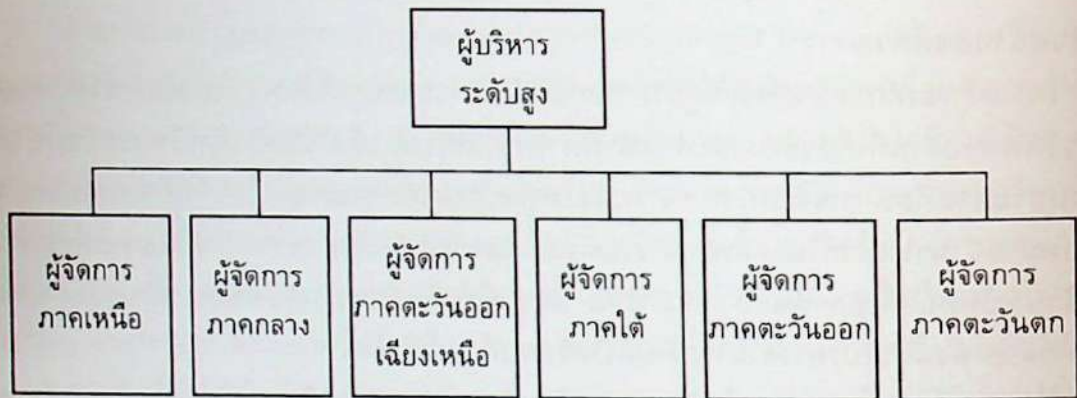 ผู้บริหาร
ระดับสูง
ผู้จัดการ
ภาคเหนือ
ผู้จัดการ
ภาคกลาง
ผู้จัดการ
ภาคตะวันออก
เฉียงเหนือ
ผู้จัดการ
ภาคใต้
ผู้จัดการ
ภาคตะวันออก
ผู้จัดการ
ภาคตะวันตก